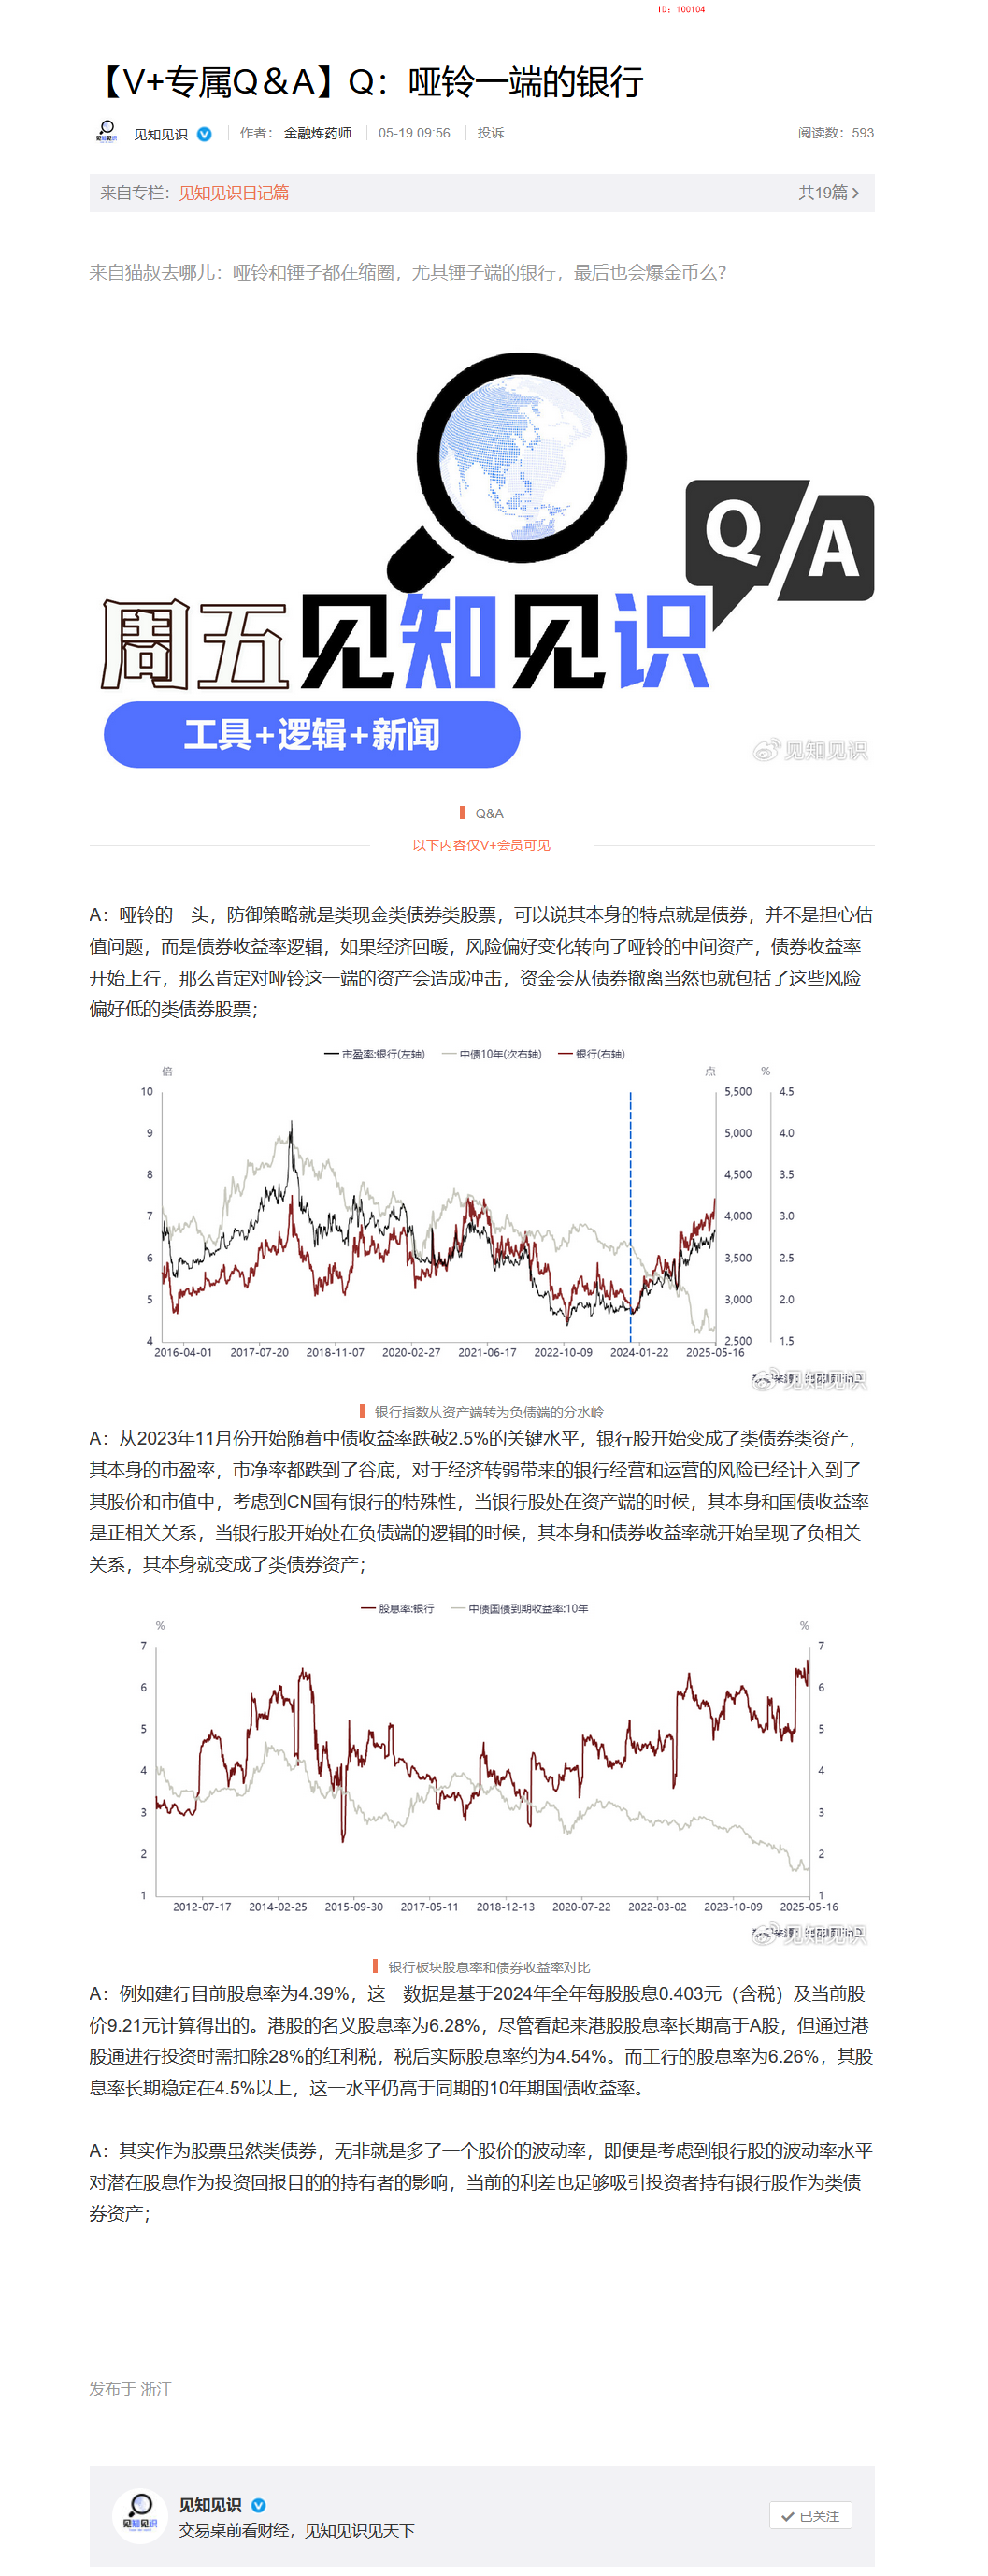 ID：100104
【V+专属Q&A】Q：哑铃一端的银行
见知见识 作者：金融炼药师 05-19 09:56 投诉 阅读数：593
来自专栏：见知见识日记篇 共19篇
来自猫叔去哪儿：哑铃和锤子都在缩圈，尤其锤子端的银行，最后也会爆金币么？
Q A
周五见知见识
工具+逻辑+新闻
见知见识
Q&A
以下内容仅V+会员可见
A：哑铃的一头，防御策略就是类现金类债券类股票，可以说其本身的特点就是债券，并不是担心估
值问题，而是债券收益率逻辑，如果经济回暖，风险偏好变化转向了哑铃的中间资产，债券收益率
开始上行，那么肯定对哑铃这一端的资产会造成冲击，资金会从债券撤离当然也就包括了这些风险
偏好低的类债券股票；
市盈率:银行(左轴) 中债10年(次右轴) 银行(右轴)
倍 点 %
10 5,500 4.5
9 5,000 4.0
8 4,500 3.5
7 4,000 3.0
6 3,500 2.5
5 3,000 2.0
4 2,500 1.5
2016-04-01 2017-07-20 2018-11-07 2020-02-27 2021-06-17 2022-10-09 2024-01-22 2025-05-16
见知见识
银行指数从资产端转为负债端的分水岭
A：从2023年11月份开始随着中债收益率跌破2.5%的关键水平，银行股开始变成了类债券类资产，
其本身的市盈率，市净率都跌到了谷底，对于经济转弱带来的银行经营和运营的风险已经计入到了
其股价和市值中，考虑到CN国有银行的特殊性，当银行股处在资产端的时候，其本身和国债收益率
是正相关关系，当银行股开始处在负债端的逻辑的时候，其本身和债券收益率就开始呈现了负相关
关系，其本身就变成了类债券资产；
股息率:银行 中债国债到期收益率:10年
% %
7 7
6 6
5 5
4 4
3 3
2 2
1 1
2012-07-17 2014-02-25 2015-09-30 2017-05-11 2018-12-13 2020-07-22 2022-03-02 2023-10-09 2025-05-16
见知见识
银行板块股息率和债券收益率对比
A：例如建行目前股息率为4.39%，这一数据是基于2024年全年每股股息0.403元（含税）及当前股
价9.21元计算得出的。港股的名义股息率为6.28%，尽管看起来港股股息率长期高于A股，但通过港
股通进行投资时需扣除28%的红利税，税后实际股息率约为4.54%。而工行的股息率为6.26%，其股
息率长期稳定在4.5%以上，这一水平仍高于同期的10年期国债收益率。
A：其实作为股票虽然类债券，无非就是多了一个股价的波动率，即便是考虑到银行股的波动率水平
对潜在股息作为投资回报目的的持有者的影响，当前的利差也足够吸引投资者持有银行股作为类债
券资产；
发布于 浙江
见知见识
见知见识
交易桌前看财经，见知见识见天下
已关注